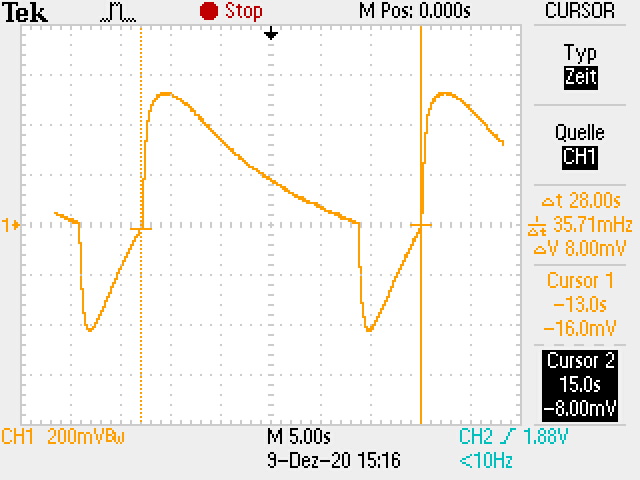 Tek Stop M Pos: 0.000s CURSOR
Typ
Zeit
Quelle
CH1
Δt 28.00s
1/Δt 35.71mHz
ΔV 8.00mV
Cursor 1
-13.0s
-16.0mV
Cursor 2
15.0s
-8.00mV
1
CH1 200mVBw M 5.00s CH2 1.88V
9-Dez-20 15:16 <10Hz